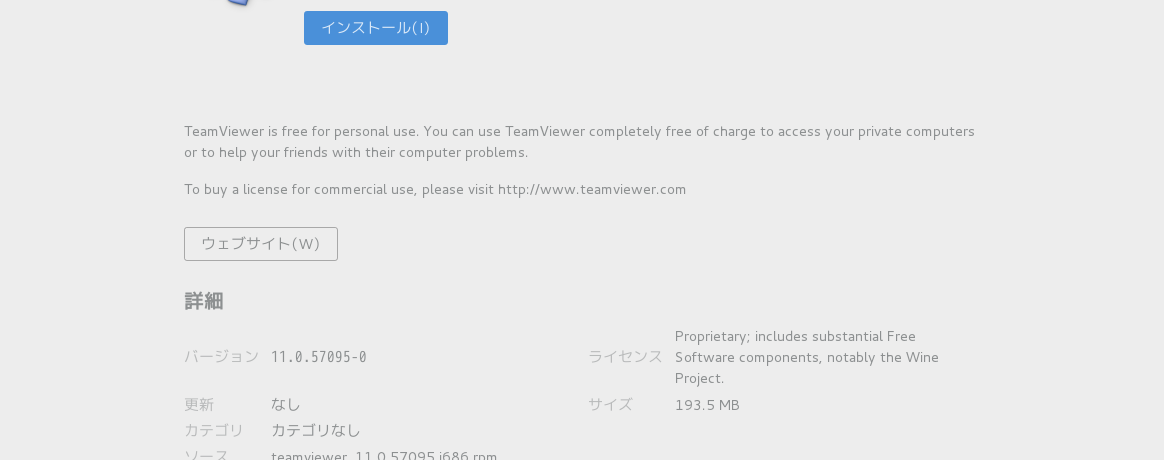 インストール(I)
TeamViewer is free for personal use. You can use TeamViewer completely free of charge to access your private computers
or to help your friends with their computer problems.
To buy a license for commercial use, please visit http://www.teamviewer.com
ウェブサイト(W)
詳細
バージョン 11.0.57095-0
ライセンス Proprietary; includes substantial Free
Software components, notably the Wine
Project.
更新 なし
サイズ 193.5 MB
カテゴリ カテゴリなし
ソース teamviewer_11.0.57095.i686.rpm